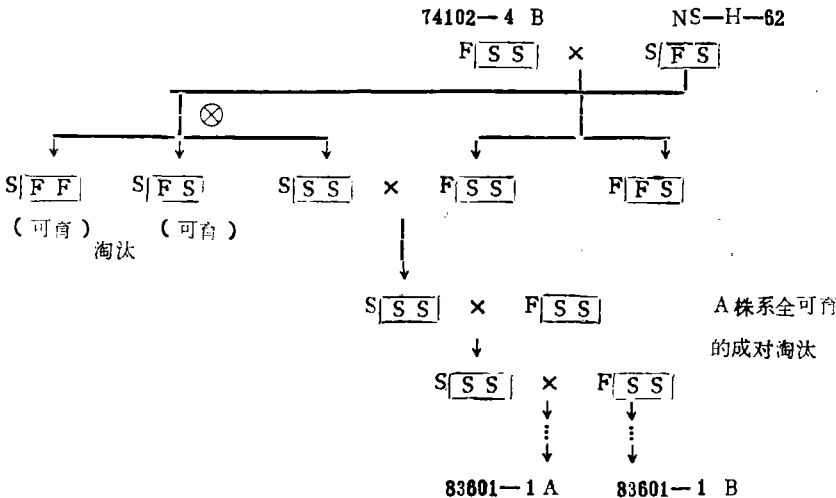 74102—4 B NS—H—62
F S S × S F S
⊗
S F F S F S S S S × F S S F F S
(可育) 淘汰 (可育)
S S S × F S S A株系全可育
的成对淘汰
S S S × F S S
83601—1 A 83601—1 B